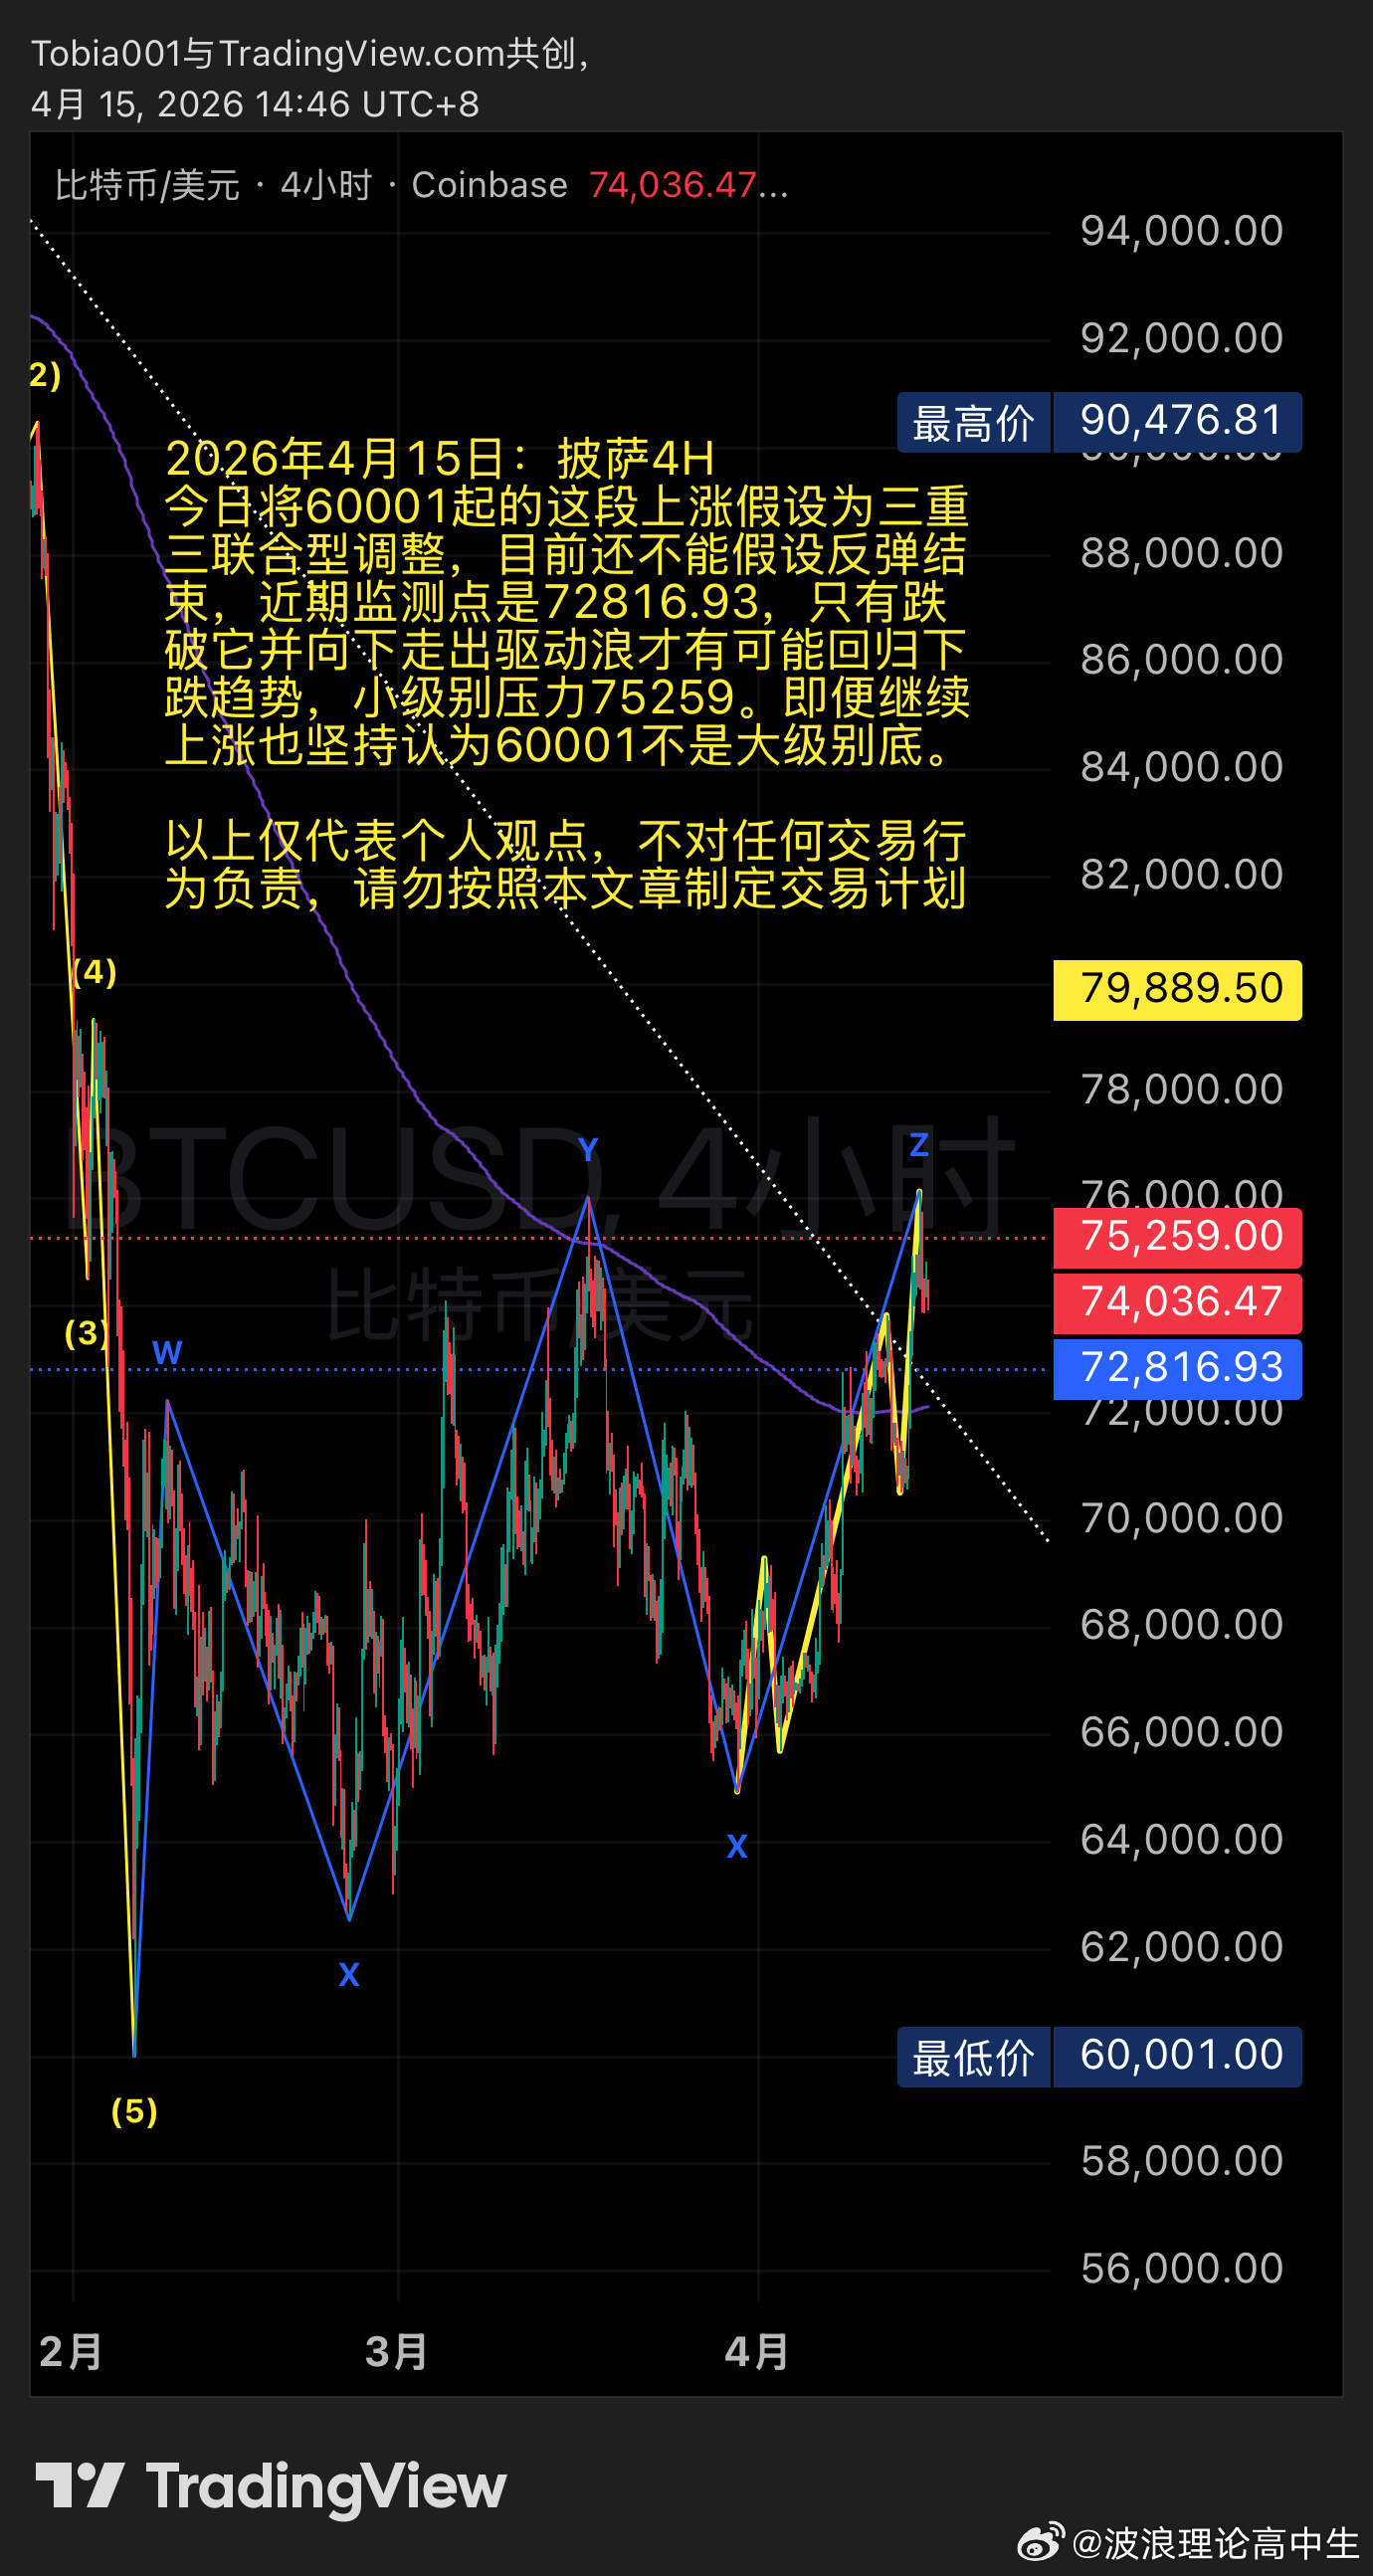 Tobia001与TradingView.com共创,
4月 15, 2026 14:46 UTC+8
比特币/美元 · 4小时 · Coinbase 74,036.47...
94,000.00
92,000.00
2)
最高价 90,476.81
2026年4月15日：披萨4H
今日将60001起的这段上涨假设为三重
三联合型调整，目前还不能假设反弹结
束，近期监测点是72816.93，只有跌
破它并向下走出驱动浪才有可能回归下
跌趋势，小级别压力75259。即便继续
上涨也坚持认为60001不是大级别底。
以上仅代表个人观点，不对任何交易行
为负责，请勿按照本文章制定交易计划
88,000.00
86,000.00
84,000.00
82,000.00
(4)
79,889.50
78,000.00
BTCUSD, 4小时
比特币/美元
Y
Z
76,000.00
75,259.00
74,036.47
(3)
W
72,816.93
72,000.00
70,000.00
68,000.00
66,000.00
64,000.00
X
X
62,000.00
最低价 60,001.00
(5)
58,000.00
56,000.00
2月 3月 4月
TradingView
@波浪理论高中生